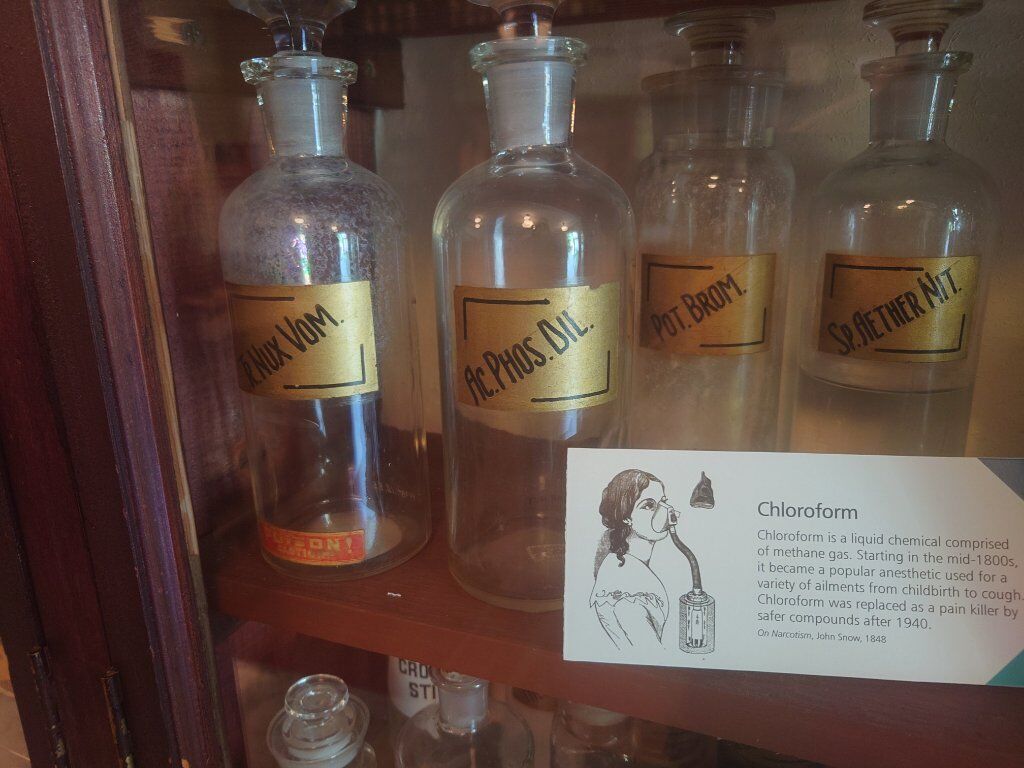 R. NUX VOM.
AC. PHOS. DIL.
POT. BROM.
SP. AETHER NIT.
POISON!
Chloroform
Chloroform is a liquid chemical comprised
of methane gas. Starting in the mid-1800s,
it became a popular anesthetic used for a
variety of ailments from childbirth to cough.
Chloroform was replaced as a pain killer by
safer compounds after 1940.
On Narcotism, John Snow, 1848
CRO
STI